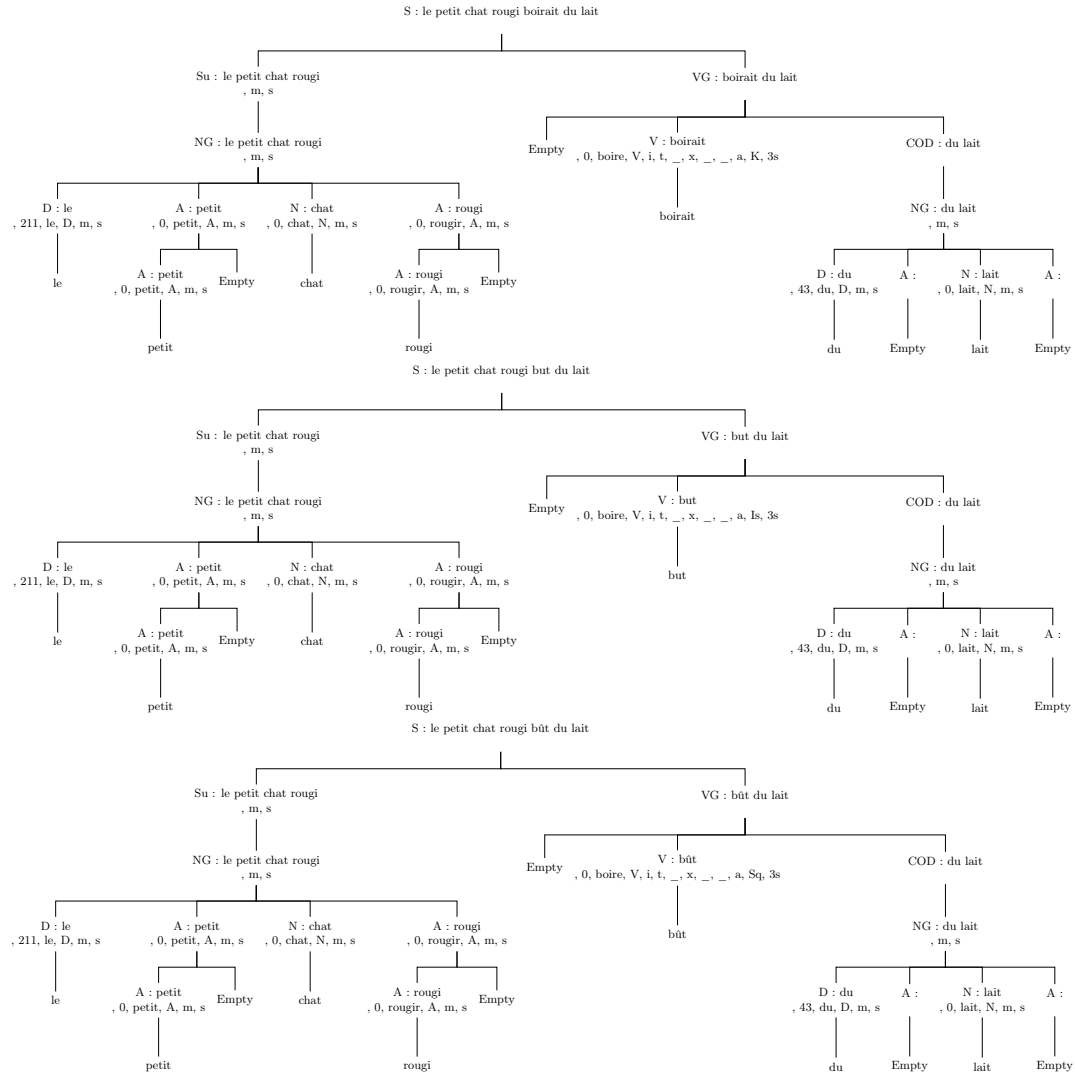 S : le petit chat rougi boirait du lait
Su : le petit chat rougi
, m, s
VG : boirait du lait
NG : le petit chat rougi
, m, s
Empty
V : boirait
, 0, boire, V, i, t, _, x, _, _, a, K, 3s
COD : du lait
D : le
, 211, le, D, m, s
A : petit
, 0, petit, A, m, s
N : chat
, 0, chat, N, m, s
A : rougi
, 0, rougir, A, m, s
boirait
NG : du lait
, m, s
le
A : petit
, 0, petit, A, m, s
Empty
chat
A : rougi
, 0, rougir, A, m, s
Empty
D : du
, 43, du, D, m, s
A :
N : lait
, 0, lait, N, m, s
A :
petit
rougi
du
Empty
lait
Empty
S : le petit chat rougi but du lait
Su : le petit chat rougi
, m, s
VG : but du lait
NG : le petit chat rougi
, m, s
Empty
V : but
, 0, boire, V, i, t, _, x, _, _, a, Is, 3s
COD : du lait
D : le
, 211, le, D, m, s
A : petit
, 0, petit, A, m, s
N : chat
, 0, chat, N, m, s
A : rougi
, 0, rougir, A, m, s
but
NG : du lait
, m, s
le
A : petit
, 0, petit, A, m, s
Empty
chat
A : rougi
, 0, rougir, A, m, s
Empty
D : du
, 43, du, D, m, s
A :
N : lait
, 0, lait, N, m, s
A :
petit
rougi
du
Empty
lait
Empty
S : le petit chat rougi bût du lait
Su : le petit chat rougi
, m, s
VG : bût du lait
NG : le petit chat rougi
, m, s
Empty
V : bût
, 0, boire, V, i, t, _, x, _, _, a, Sq, 3s
COD : du lait
D : le
, 211, le, D, m, s
A : petit
, 0, petit, A, m, s
N : chat
, 0, chat, N, m, s
A : rougi
, 0, rougir, A, m, s
bût
NG : du lait
, m, s
le
A : petit
, 0, petit, A, m, s
Empty
chat
A : rougi
, 0, rougir, A, m, s
Empty
D : du
, 43, du, D, m, s
A :
N : lait
, 0, lait, N, m, s
A :
petit
rougi
du
Empty
lait
Empty